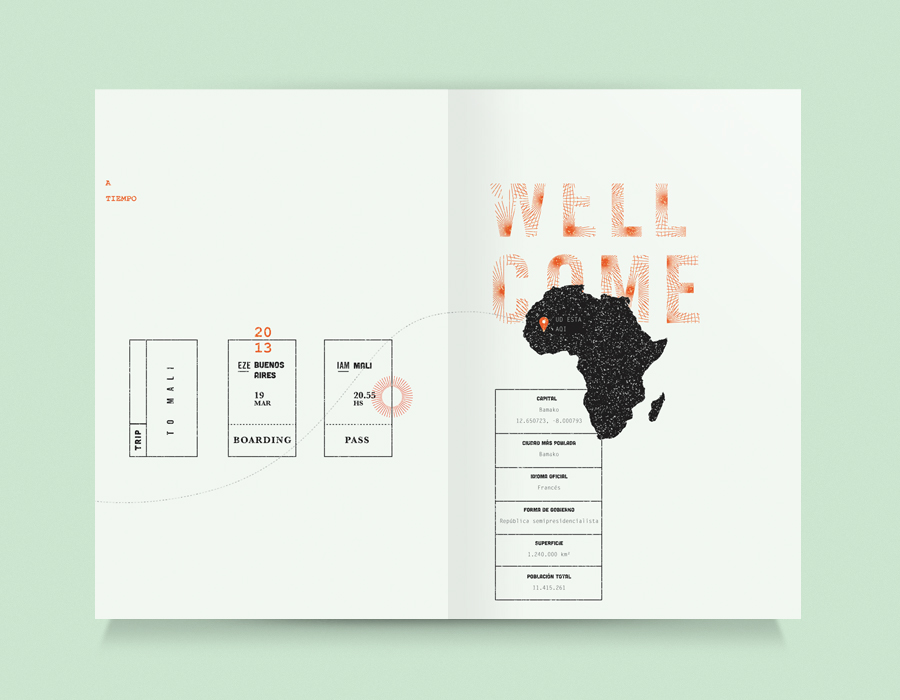 A
TIEMPO
TRIP
TO MALI
20
13
EZE BUENOS
AIRES
19
MAR
BOARDING
IAM MALI
20.55
HS
PASS
WELL
COME
UD ESTA
AQI
CAPITAL
Bamako
12.650723, -8.000793
CIUDAD MÁS POBLADA
Bamako
IDIOMA OFICIAL
Francés
FORMA DE GOBIERNO
República semipresidencialista
SUPERFICIE
1.240.000 km²
POBLACIÓN TOTAL
11.415.261